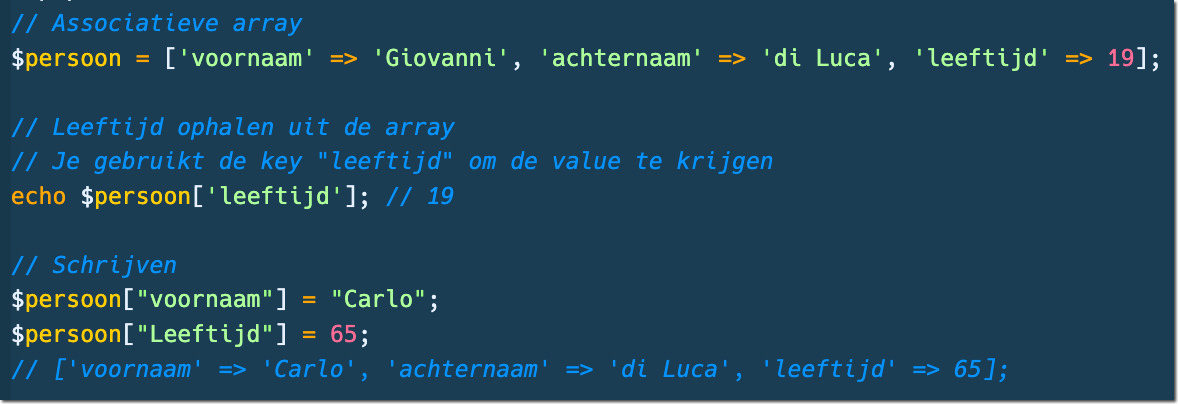 // Associatieve array
$persoon = ['voornaam' => 'Giovanni', 'achternaam' => 'di Luca', 'leeftijd' => 19];
// Leeftijd ophalen uit de array
// Je gebruikt de key "leeftijd" om de value te krijgen
echo $persoon['leeftijd']; // 19
// Schrijven
$persoon["voornaam"] = "Carlo";
$persoon["Leeftijd"] = 65;
// ['voornaam' => 'Carlo', 'achternaam' => 'di Luca', 'leeftijd' => 65];